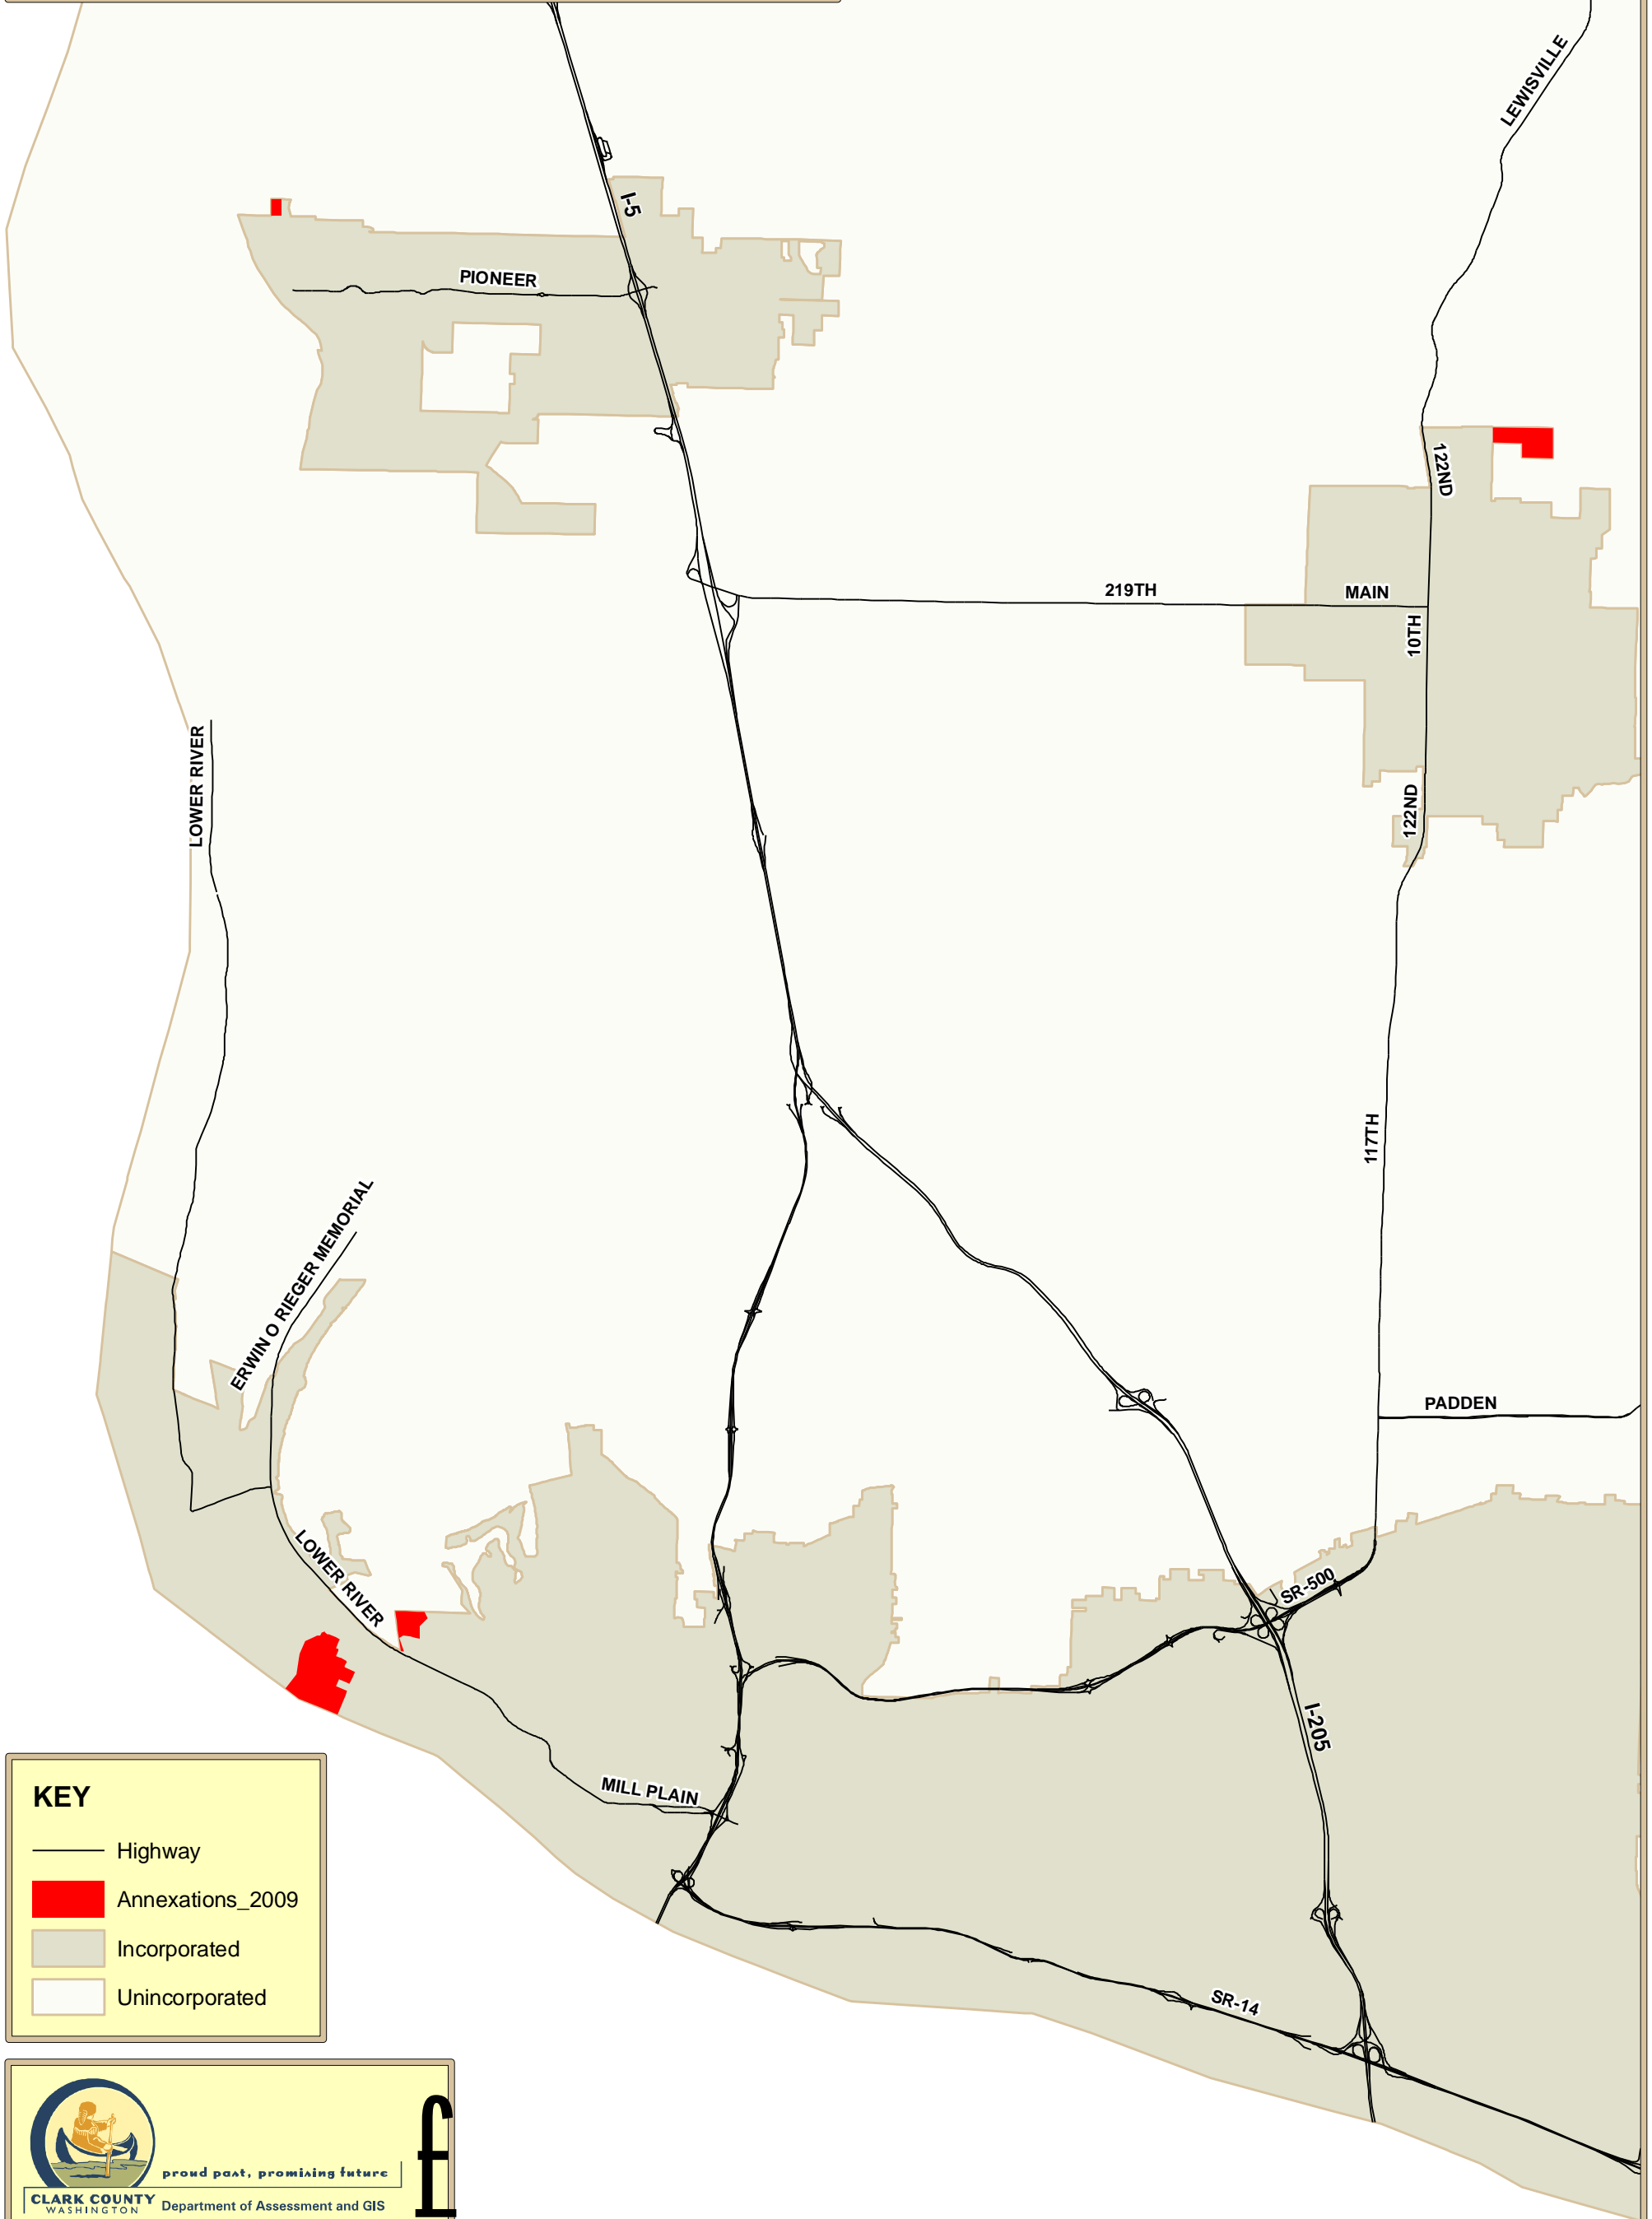 LEWISVILLE
I-5
PIONEER
122ND
219TH
MAIN
10TH
LOWER RIVER
122ND
117TH
ERWIN O RIEGER MEMORIAL
PADDEN
LOWER RIVER
SR-500
I-205
MILL PLAIN
SR-14
KEY
Highway
Annexations_2009
Incorporated
Unincorporated
proud past, promising future
CLARK COUNTY
WASHINGTON
Department of Assessment and GIS
£